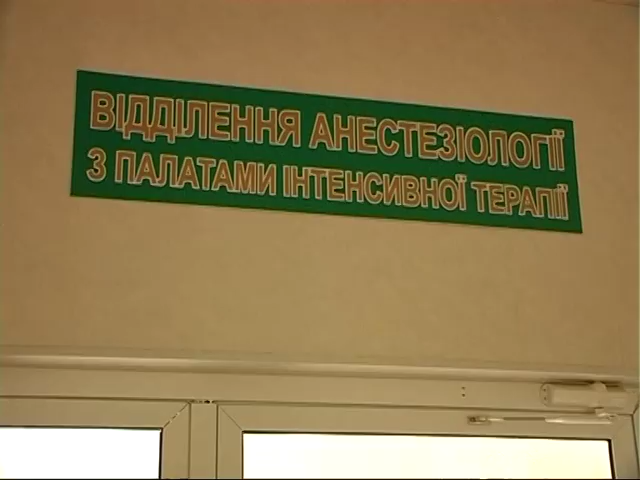 ВІДДІЛЕННЯ АНЕСТЕЗІОЛОГІЇ
З ПАЛАТАМИ ІНТЕНСИВНОЇ ТЕРАПІЇ